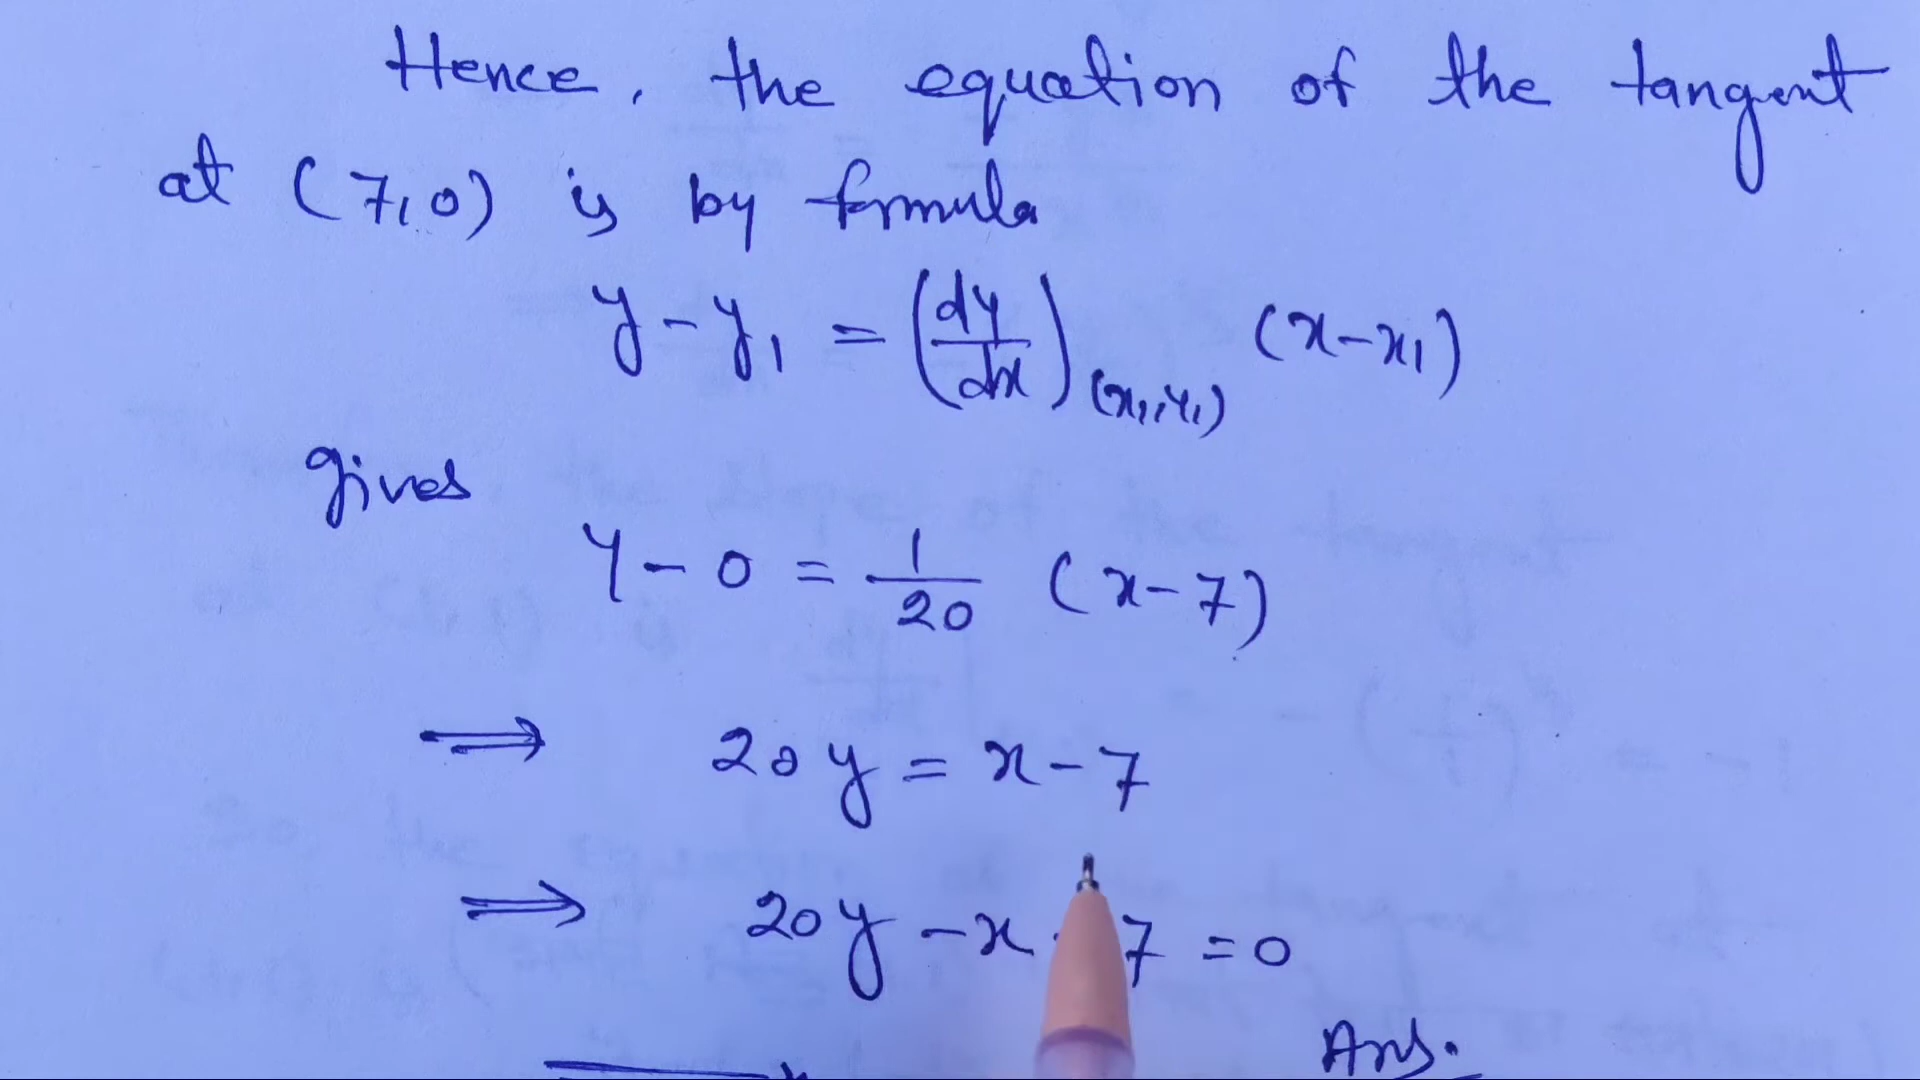 Hence, the equation of the tangent
at (7,0) is by formula
y - y₁ = (dy/dx)(x₁,y₁) (x - x₁)
gives
y - 0 = 1/20 (x - 7)
⟹ 20y = x - 7
⟹ 20y - x 7 = 0
Ans.